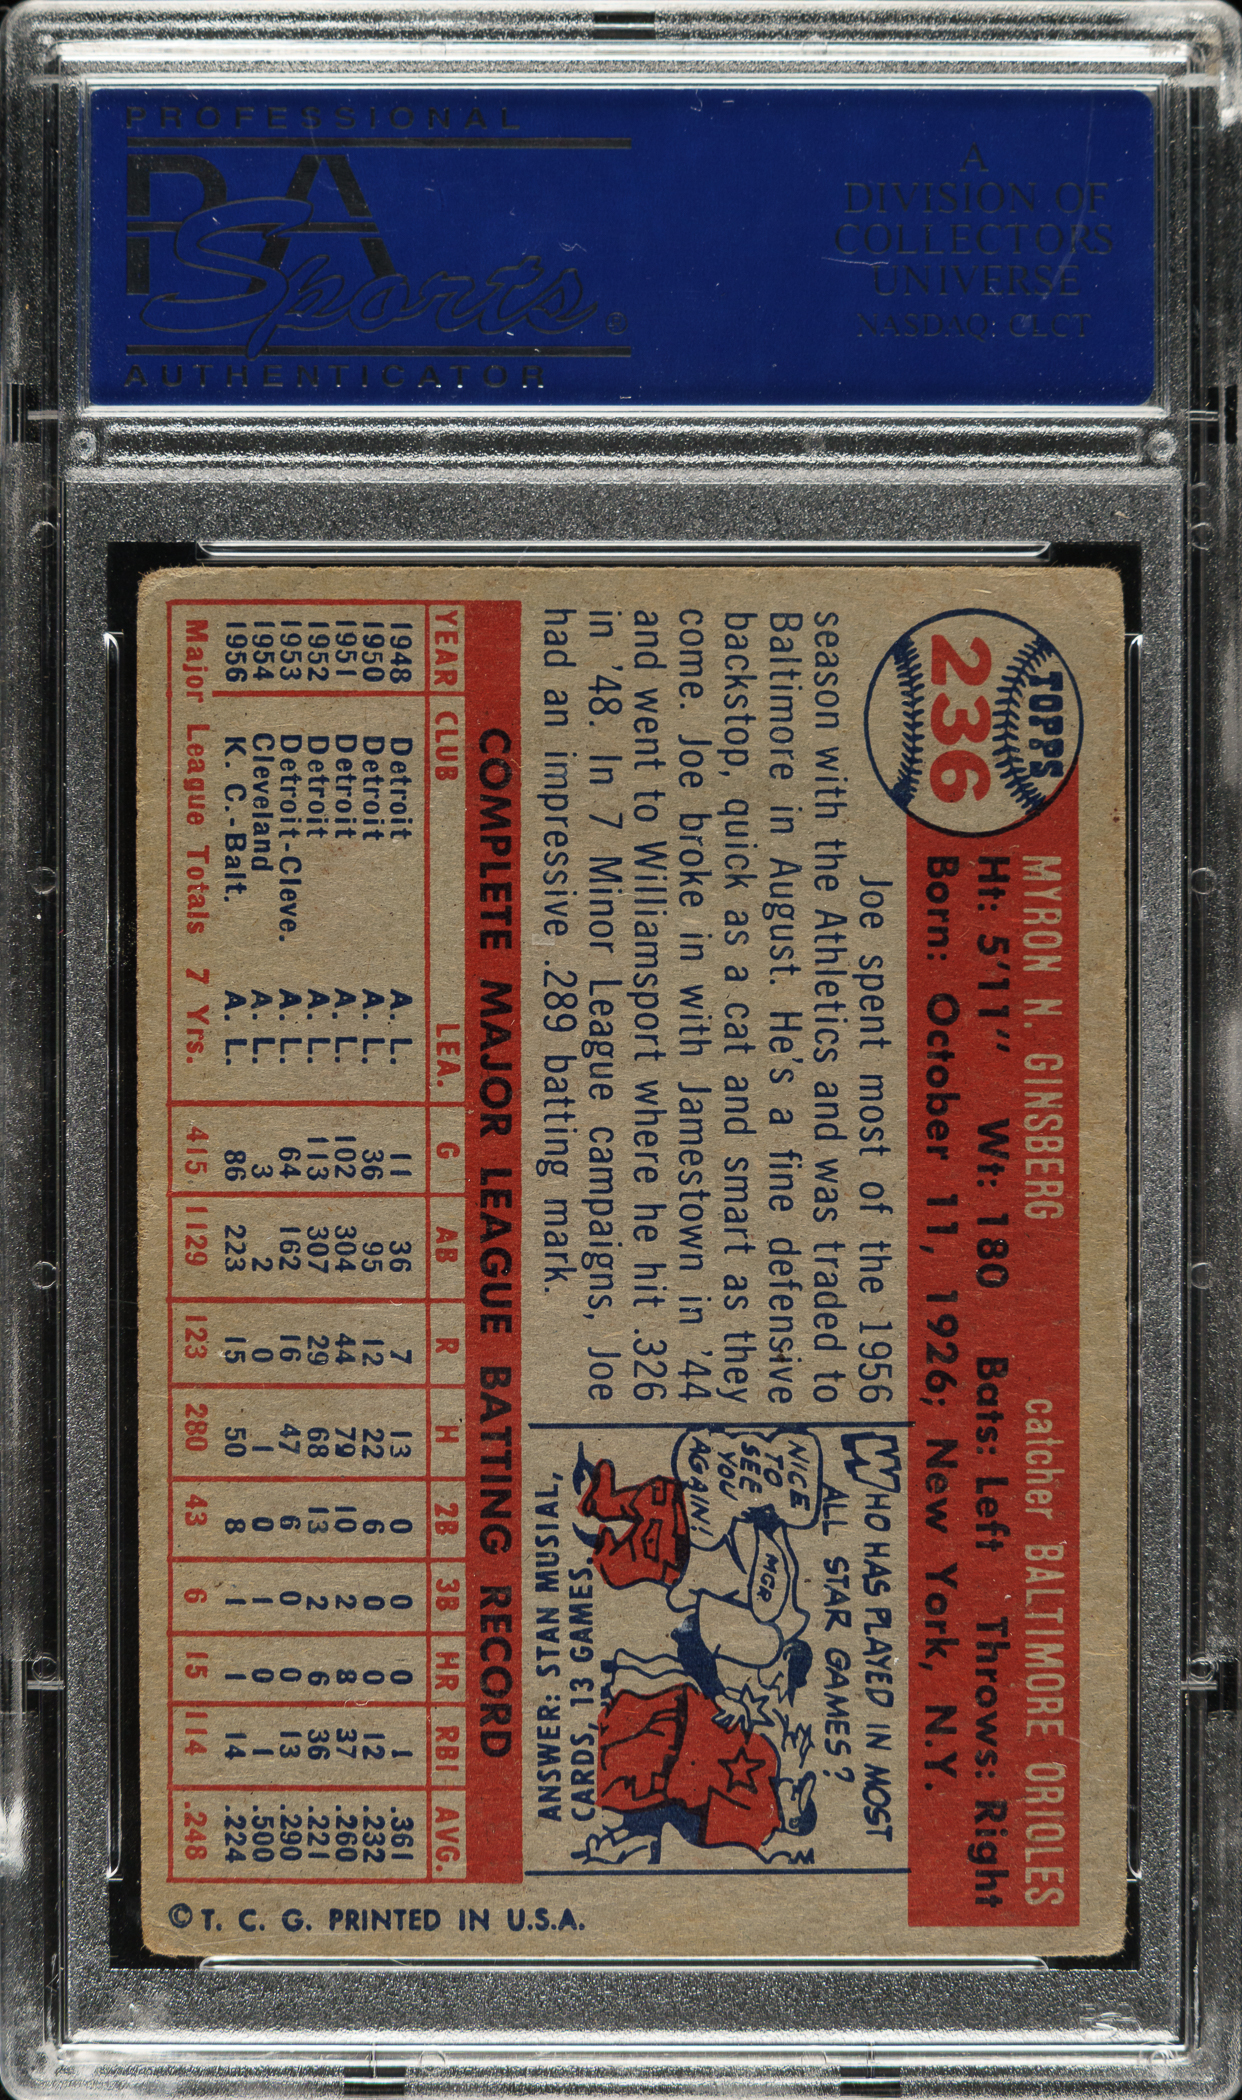 PROFESSIONAL
PSA
Sports®
AUTHENTICATOR
A
DIVISION OF
COLLECTORS
UNIVERSE
NASDAQ: CLCT
TOPPS
236
MYRON N. GINSBERG catcher BALTIMORE ORIOLES
Ht: 5'11" Wt: 180 Bats: Left Throws: Right
Born: October 11, 1926; New York, N.Y.
Joe spent most of the 1956
season with the Athletics and was traded to
Baltimore in August. He's a fine defensive
backstop, quick as a cat and smart as they
come. Joe broke in with Jamestown in '44
and went to Williamsport where he hit .326
in '48. In 7 Minor League campaigns, Joe
had an impressive .289 batting mark.
WHO HAS PLAYED IN MOST
ALL STAR GAMES?
NICE
TO
SEE
YOU
AGAIN!
MGR
ANSWER: STAN MUSIAL,
CARDS, 13 GAMES.
COMPLETE MAJOR LEAGUE BATTING RECORD
YEAR CLUB LEA. G AB R H 2B 3B HR RBI AVG.
1948 Detroit A. L. 11 36 7 13 0 0 0 1 .361
1950 Detroit A. L. 36 95 12 22 6 0 0 12 .232
1951 Detroit A. L. 102 304 44 79 10 2 8 37 .260
1952 Detroit A. L. 113 307 29 68 13 2 6 36 .221
1953 Detroit-Cleve. A. L. 64 162 16 47 6 0 0 13 .290
1954 Cleveland A. L. 3 2 0 1 0 1 0 1 .500
1956 K. C.-Balt. A. L. 86 223 15 50 8 1 1 14 .224
Major League Totals 7 Yrs. 415 1129 123 280 43 6 15 114 .248
© T. C. G. PRINTED IN U.S.A.